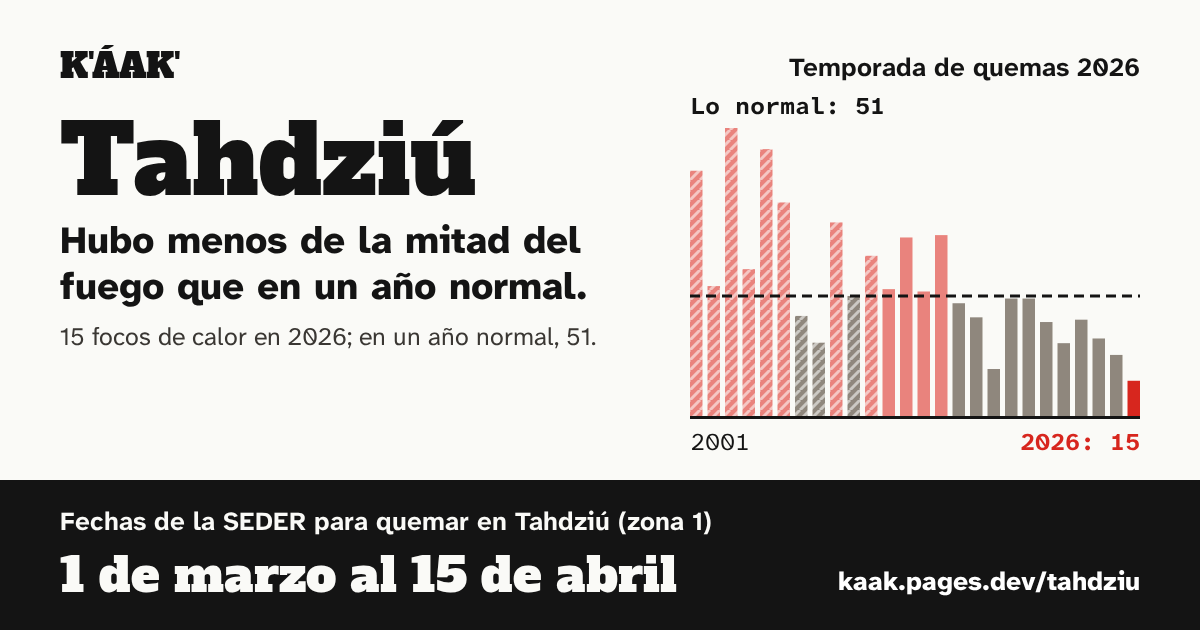 K'ÁAK'
Tahdziú
Hubo menos de la mitad del
fuego que en un año normal.
15 focos de calor en 2026; en un año normal, 51.
Temporada de quemas 2026
Lo normal: 51
2001
2026: 15
Fechas de la SEDER para quemar en Tahdziú (zona 1)
1 de marzo al 15 de abril
kaak.pages.dev/tahdziu